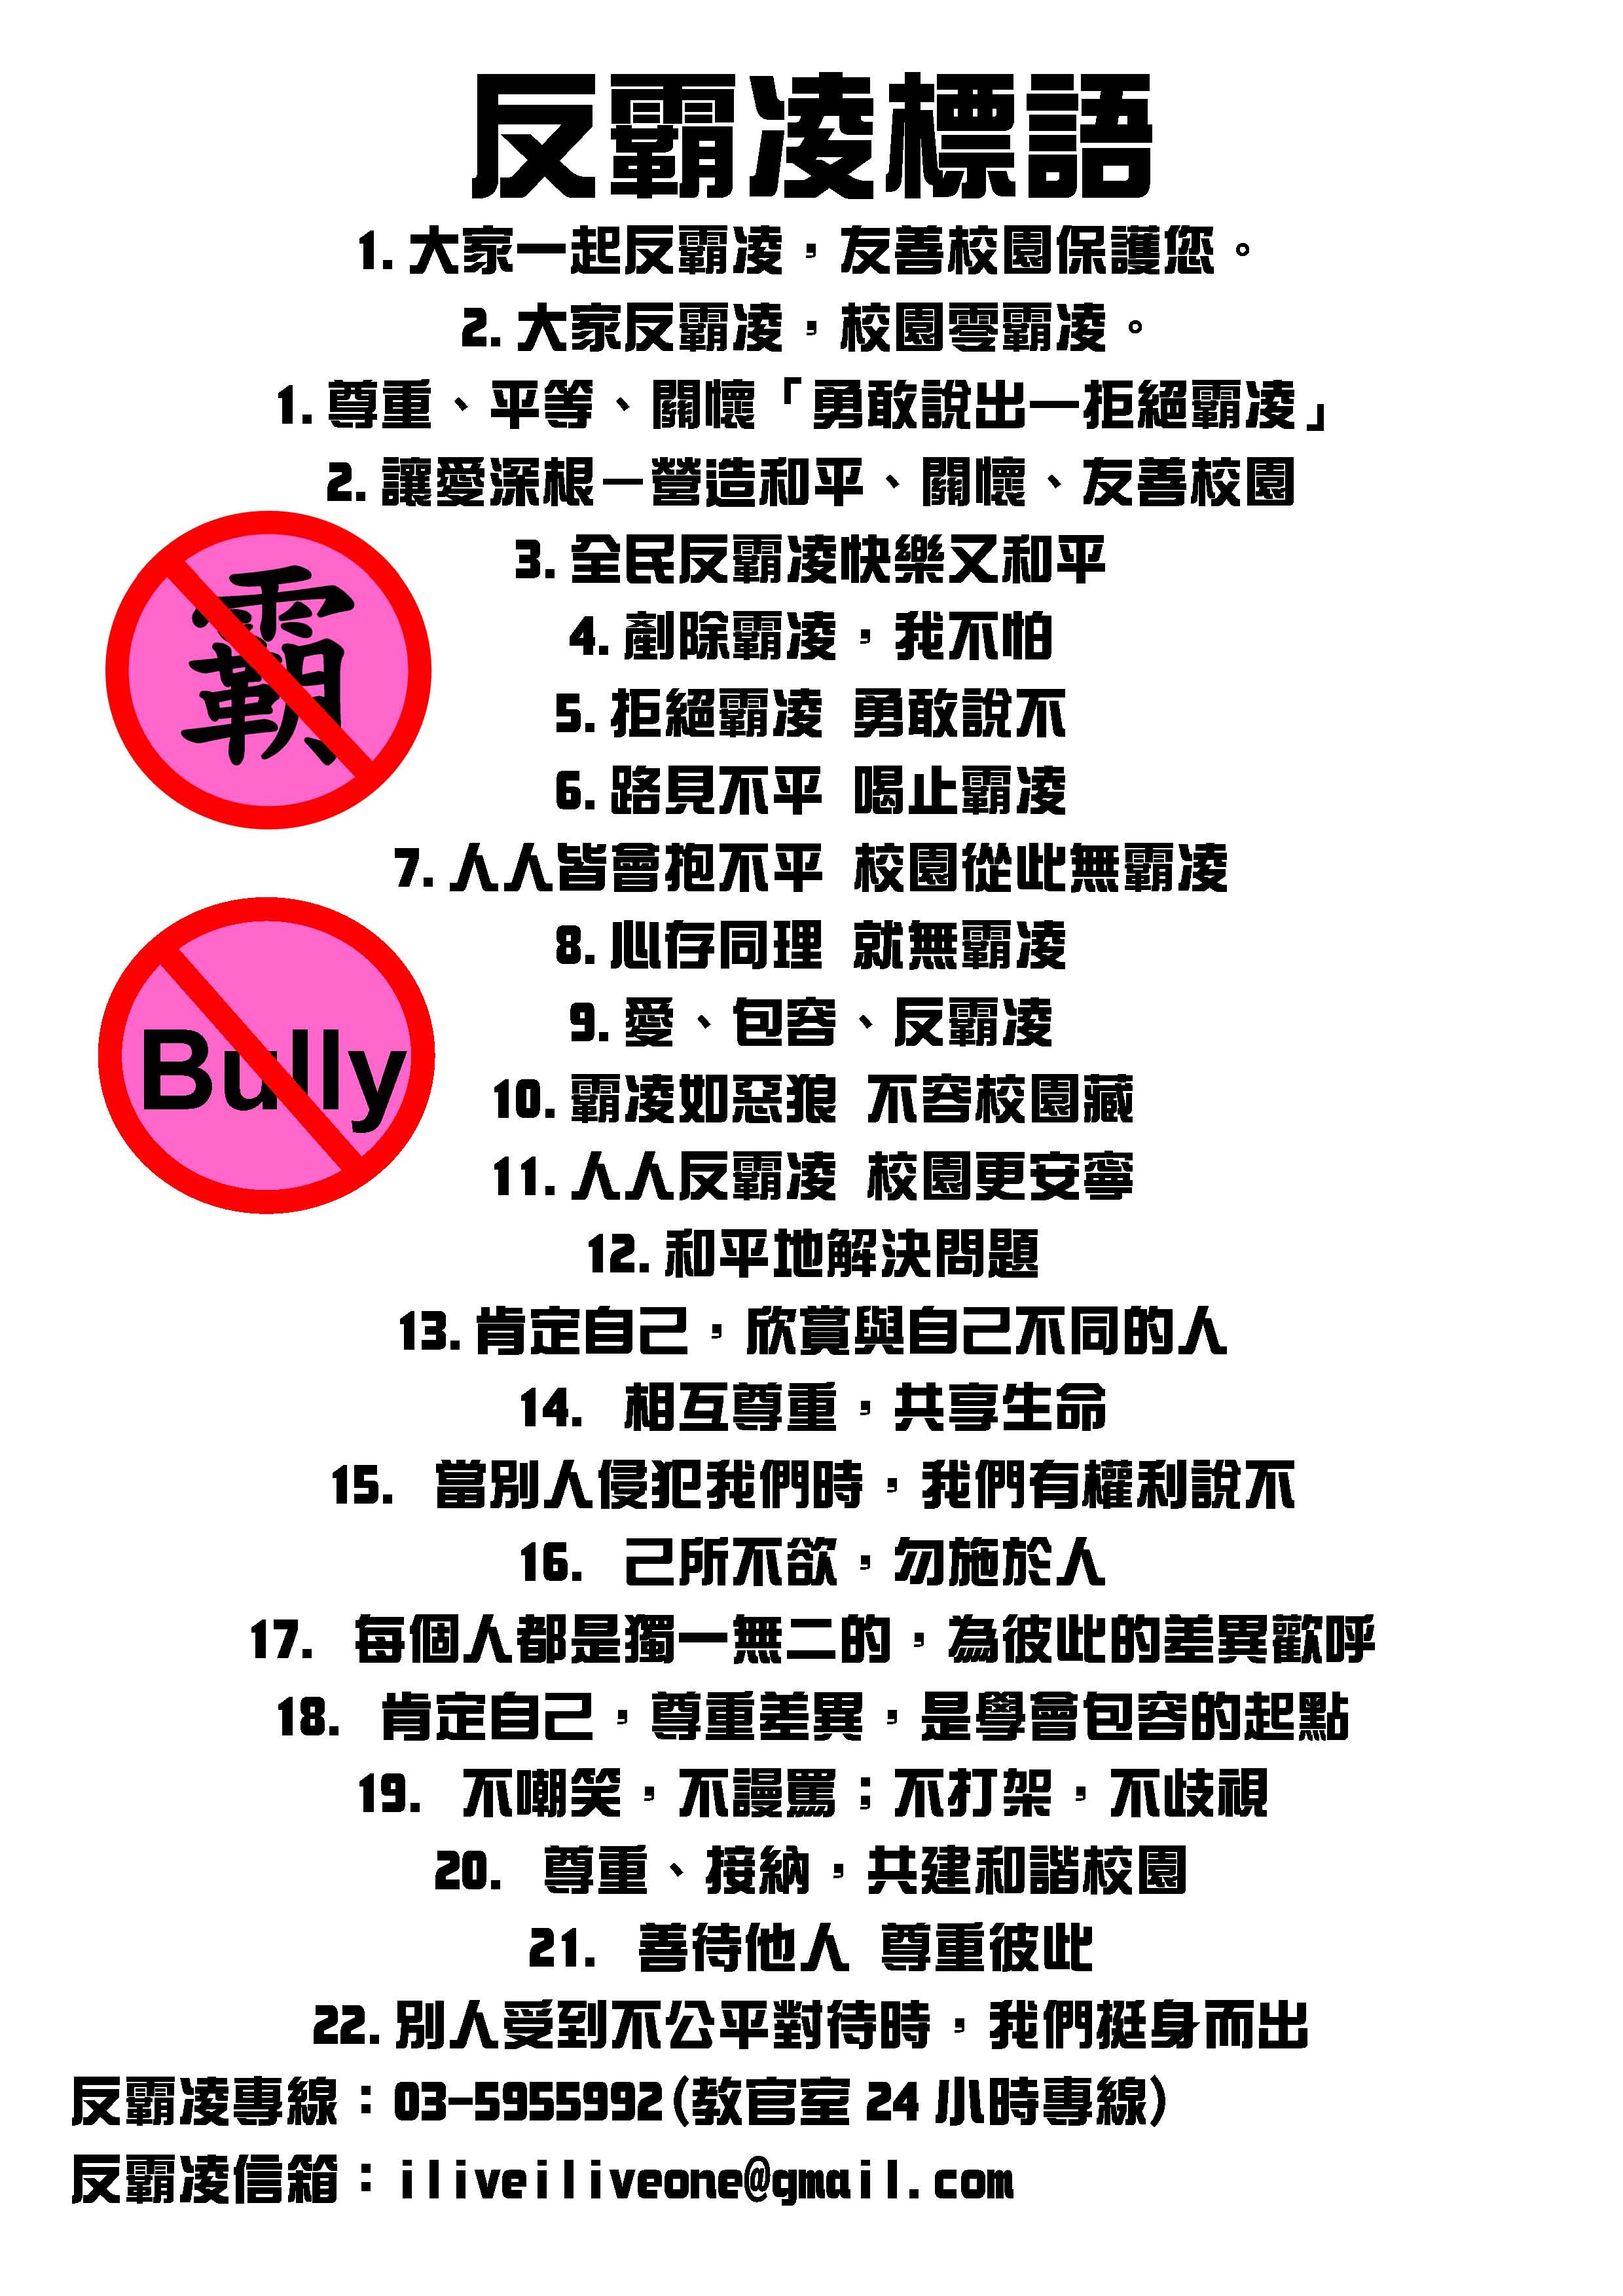 反霸凌標語
1.大家一起反霸凌，友善校園保護您。
2.大家反霸凌，校園零霸凌。
1.尊重、平等、關懷「勇敢說出—拒絕霸凌」
2.讓愛深根－營造和平、關懷、友善校園
3.全民反霸凌快樂又和平
霸
4.剷除霸凌，我不怕
5.拒絕霸凌 勇敢說不
6.路見不平 喝止霸凌
7.人人皆會抱不平 校園從此無霸凌
8.心存同理 就無霸凌
9.愛、包容、反霸凌
Bully
10.霸凌如惡狼 不容校園藏
11.人人反霸凌 校園更安寧
12.和平地解決問題
13.肯定自己，欣賞與自己不同的人
14. 相互尊重，共享生命
15. 當別人侵犯我們時，我們有權利說不
16. 己所不欲，勿施於人
17. 每個人都是獨一無二的，為彼此的差異歡呼
18. 肯定自己，尊重差異，是學會包容的起點
19. 不嘲笑，不謾罵；不打架，不歧視
20. 尊重、接納，共建和諧校園
21. 善待他人 尊重彼此
22.別人受到不公平對待時，我們挺身而出
反霸凌專線：03-5955992(教官室24小時專線)
反霸凌信箱：iliveiliveone@gmail.com